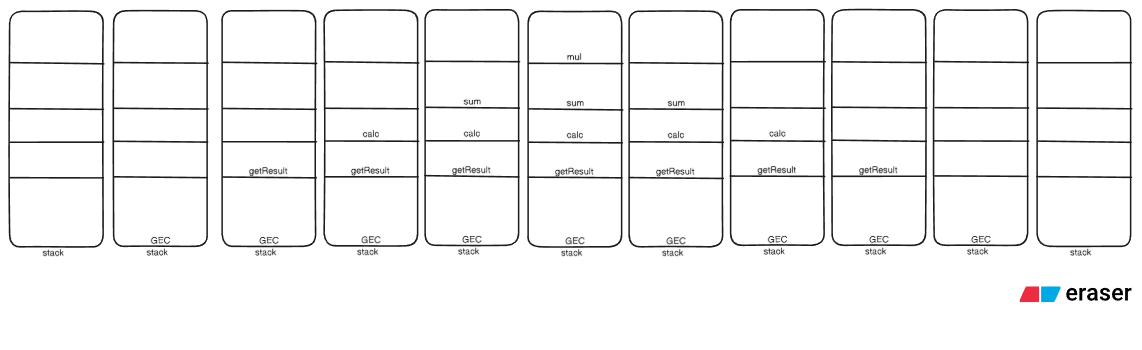 mul
sum sum sum
calc calc calc calc calc
getResult getResult getResult getResult getResult getResult getResult
GEC GEC GEC GEC GEC GEC GEC GEC GEC
stack stack stack stack stack stack stack stack stack stack stack
eraser